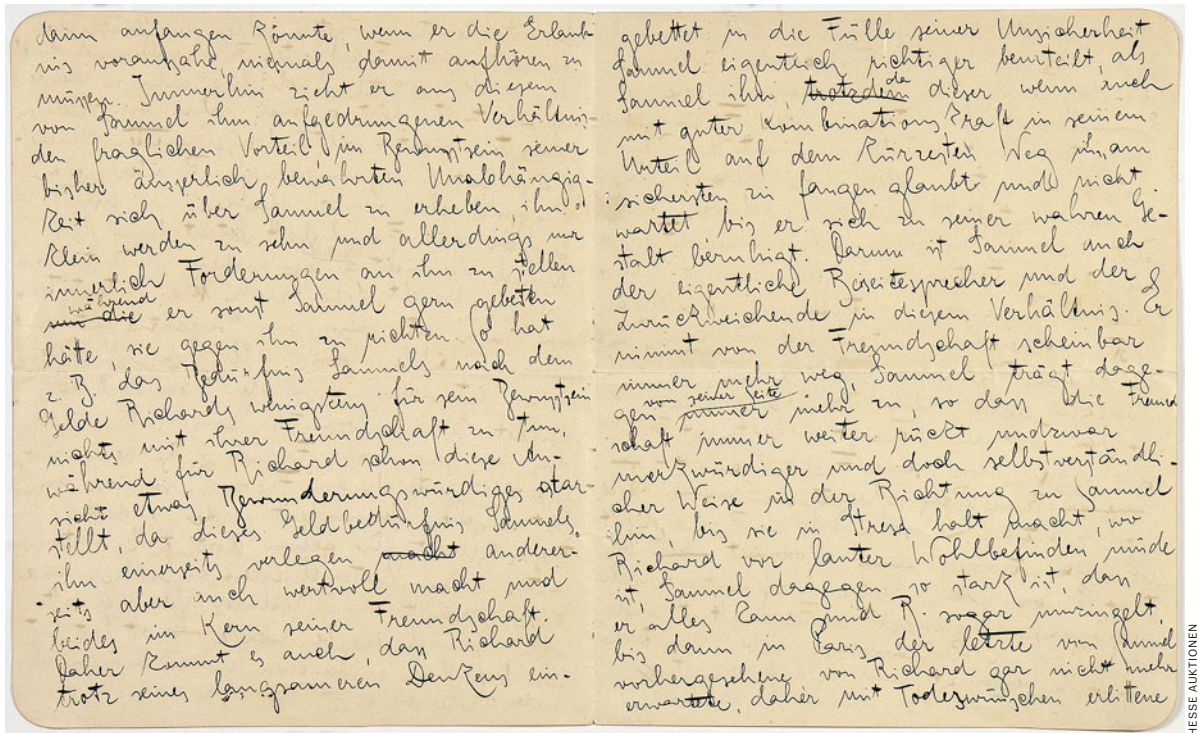 dann anfangen könnte, wenn er die Erlaub
nis voraussähe, niemals damit aufhören zu
müssen. Immerhin zieht er aus diesem
von Samuel ihm aufgedrungenen Verhältnis
den fraglichen Vorteil, im Bewusstsein seiner
bisher äusserlich bewahrten Unabhängig-
keit sich über Samuel zu erheben, ihn
klein werden zu sehn und allerdings nur
innerlich Forderungen an ihn zu stellen
während
um die er sonst Samuel gern gebeten
hätte, sie gegen ihn zu richten. So hat
z. B. das Bedürfnis Samuels nach dem
Gelde Richards wenigstens für sein Bewusstsein
nichts mit ihrer Freundschaft zu tun,
während für Richard schon diese An-
sicht etwas Bewunderungswürdiges dar-
stellt, da dieses Geldbedürfnis Samuels
ihn einerseits verlegen macht anderer-
seits aber auch wertvoll macht und
beides im Kern seiner Freundschaft.
Daher kommt es auch, dass Richard
trotz seines langsameren Denkens ein-
gebettet in die Fülle seiner Unsicherheit
Samuel eigentlich richtiger beurteilt, als
da
Samuel ihn, trotzdem dieser wenn auch
mit guter Kombinationskraft in seinem
Urteil auf dem kürzesten Weg ihn am
sichersten zu fangen glaubt und nicht
wartet, bis er sich zu seiner wahren Ge-
stalt beruhigt. Darum ist Samuel auch
der eigentliche Beiseitesprecher und der
Zurückweichende in diesem Verhältnis. Er
nimmt von der Freundschaft scheinbar
immer mehr weg, Samuel trägt dage-
von seiner Seite
gen immer mehr zu, so dass die Freund
schaft immer weiter rückt undzwar
merkwürdiger und doch selbstverständli-
cher Weise in der Richtung zu Samuel
hin, bis sie in Stresa halt macht, wo
Richard vor lauter Wohlbefinden müde
ist, Samuel dagegen so stark ist, dass
er alles kann und R. sogar umzingelt,
bis dann in Paris der letzte von Samuel
vorhergesehene von Richard gar nicht mehr
erwartete, daher mit Todeswünschen erlittene
HESSE AUKTIONEN